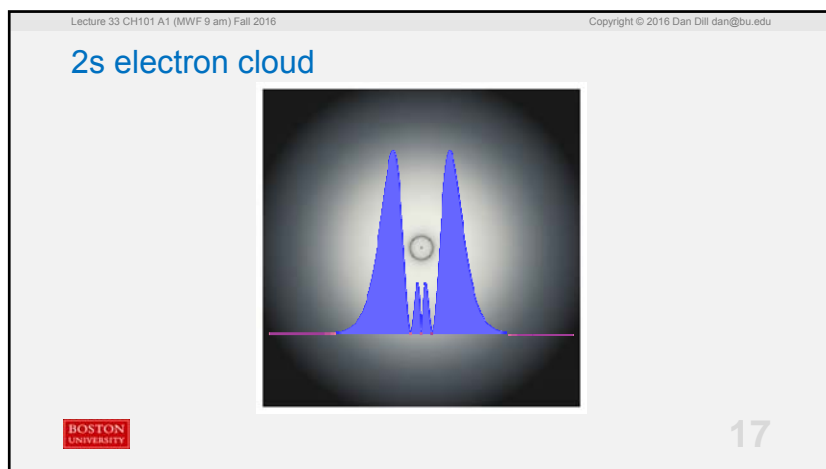 Lecture 33 CH101 A1 (MWF 9 am) Fall 2016
Copyright © 2016 Dan Dill dan@bu.edu
2s electron cloud
BOSTON
UNIVERSITY
17